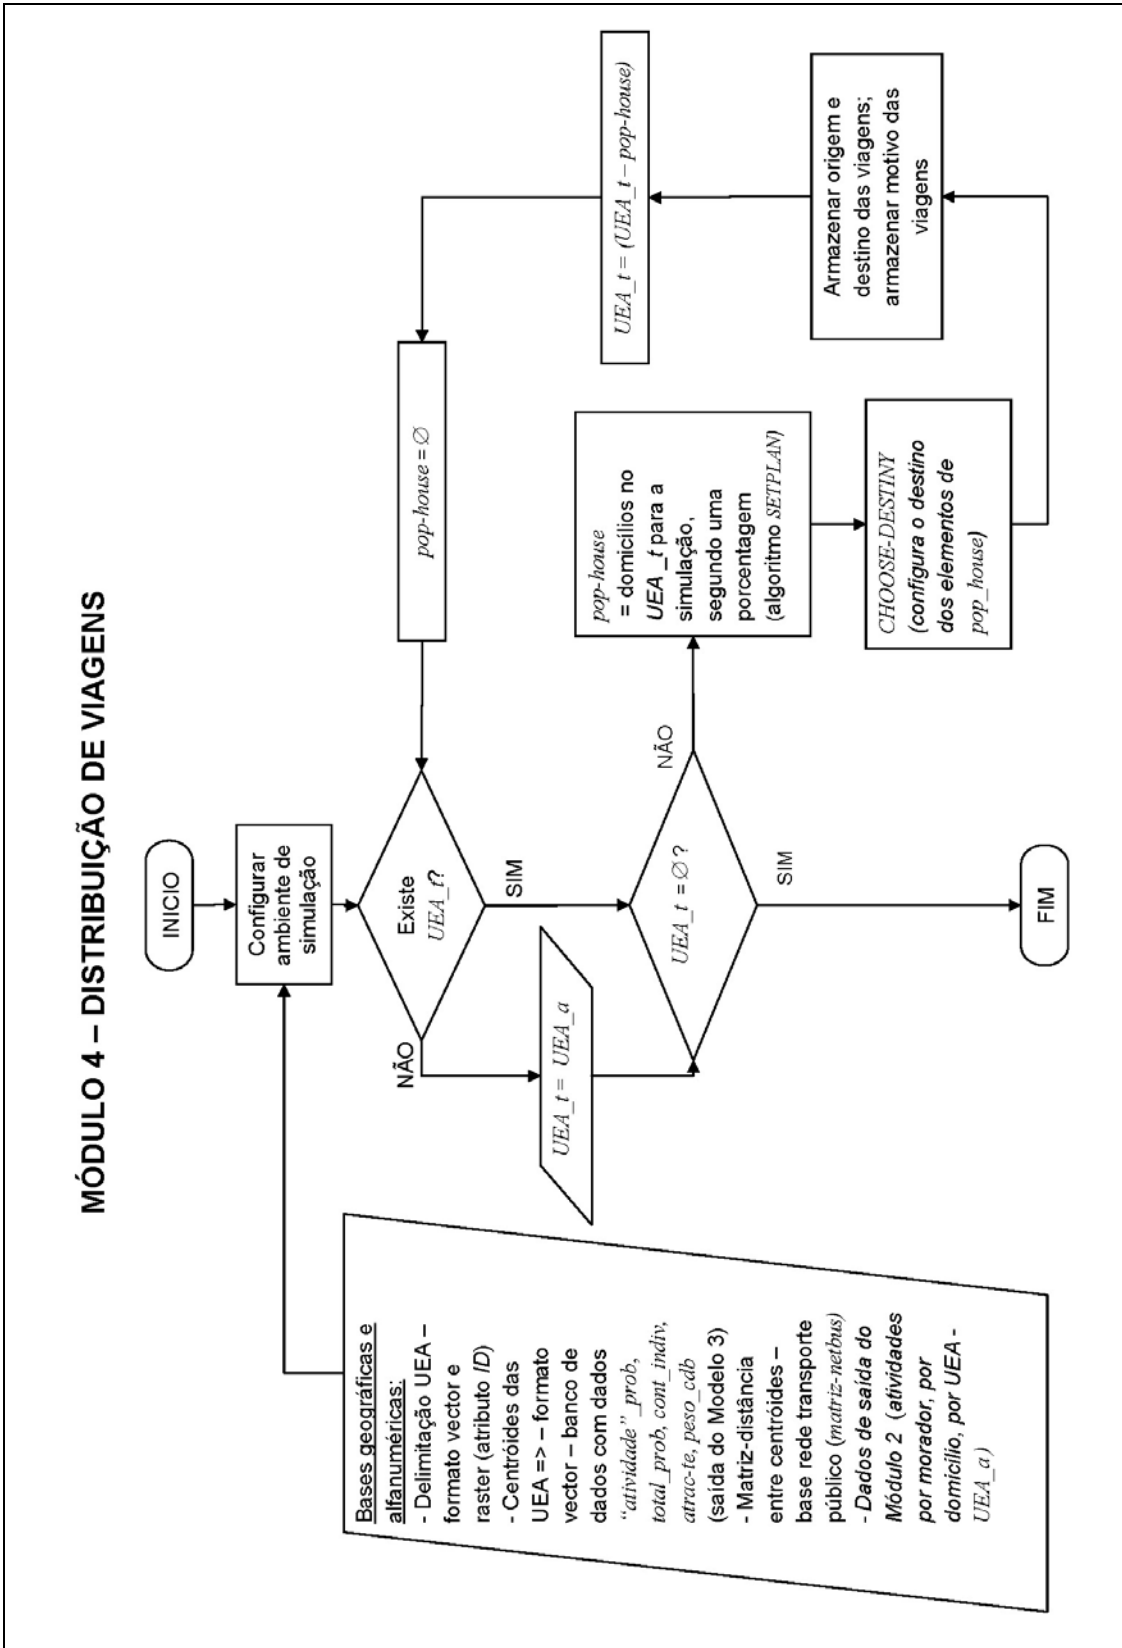 MÓDULO 4 – DISTRIBUIÇÃO DE VIAGENS
INICIO
Configurar
ambiente de
simulação
Bases geográficas e
alfanuméricas:
- Delimitação UEA –
formato vector e
raster (atributo ID)
- Centróides das
UEA => – formato
vector – banco de
dados com dados
“atividade”_prob,
total_prob, cont_indiv,
atrac-te, peso_cdb
(saída do Modelo 3)
- Matriz-distância
entre centróides –
base rede transporte
público (matriz-netbus)
- Dados de saída do
Módulo 2 (atividades
por morador, por
domicílio, por UEA -
UEA_a)
Existe
UEA_t?
NÃO
SIM
UEA_t = UEA_a
UEA_t = ∅ ?
NÃO
SIM
FIM
pop-house
= domicílios no
UEA _t para a
simulação,
segundo uma
porcentagem
(algoritmo SETPLAN)
CHOOSE-DESTINY
(configura o destino
dos elementos de
pop_house)
Armazenar origem e
destino das viagens;
armazenar motivo das
viagens
UEA_t = (UEA_t – pop-house)
pop-house = ∅